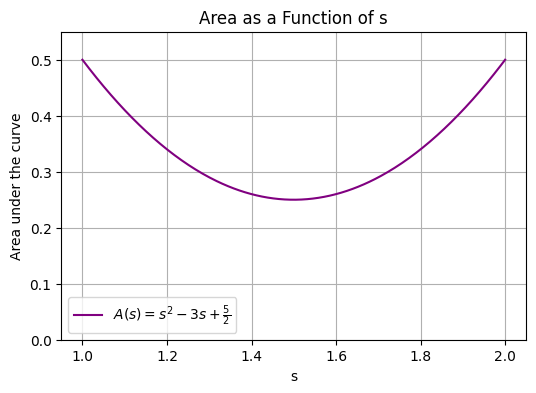 Area as a Function of s
Area under the curve
0.5
0.4
0.3
0.2
0.1
0.0
A(s) = s² − 3s + 5/2
1.0 1.2 1.4 1.6 1.8 2.0
s